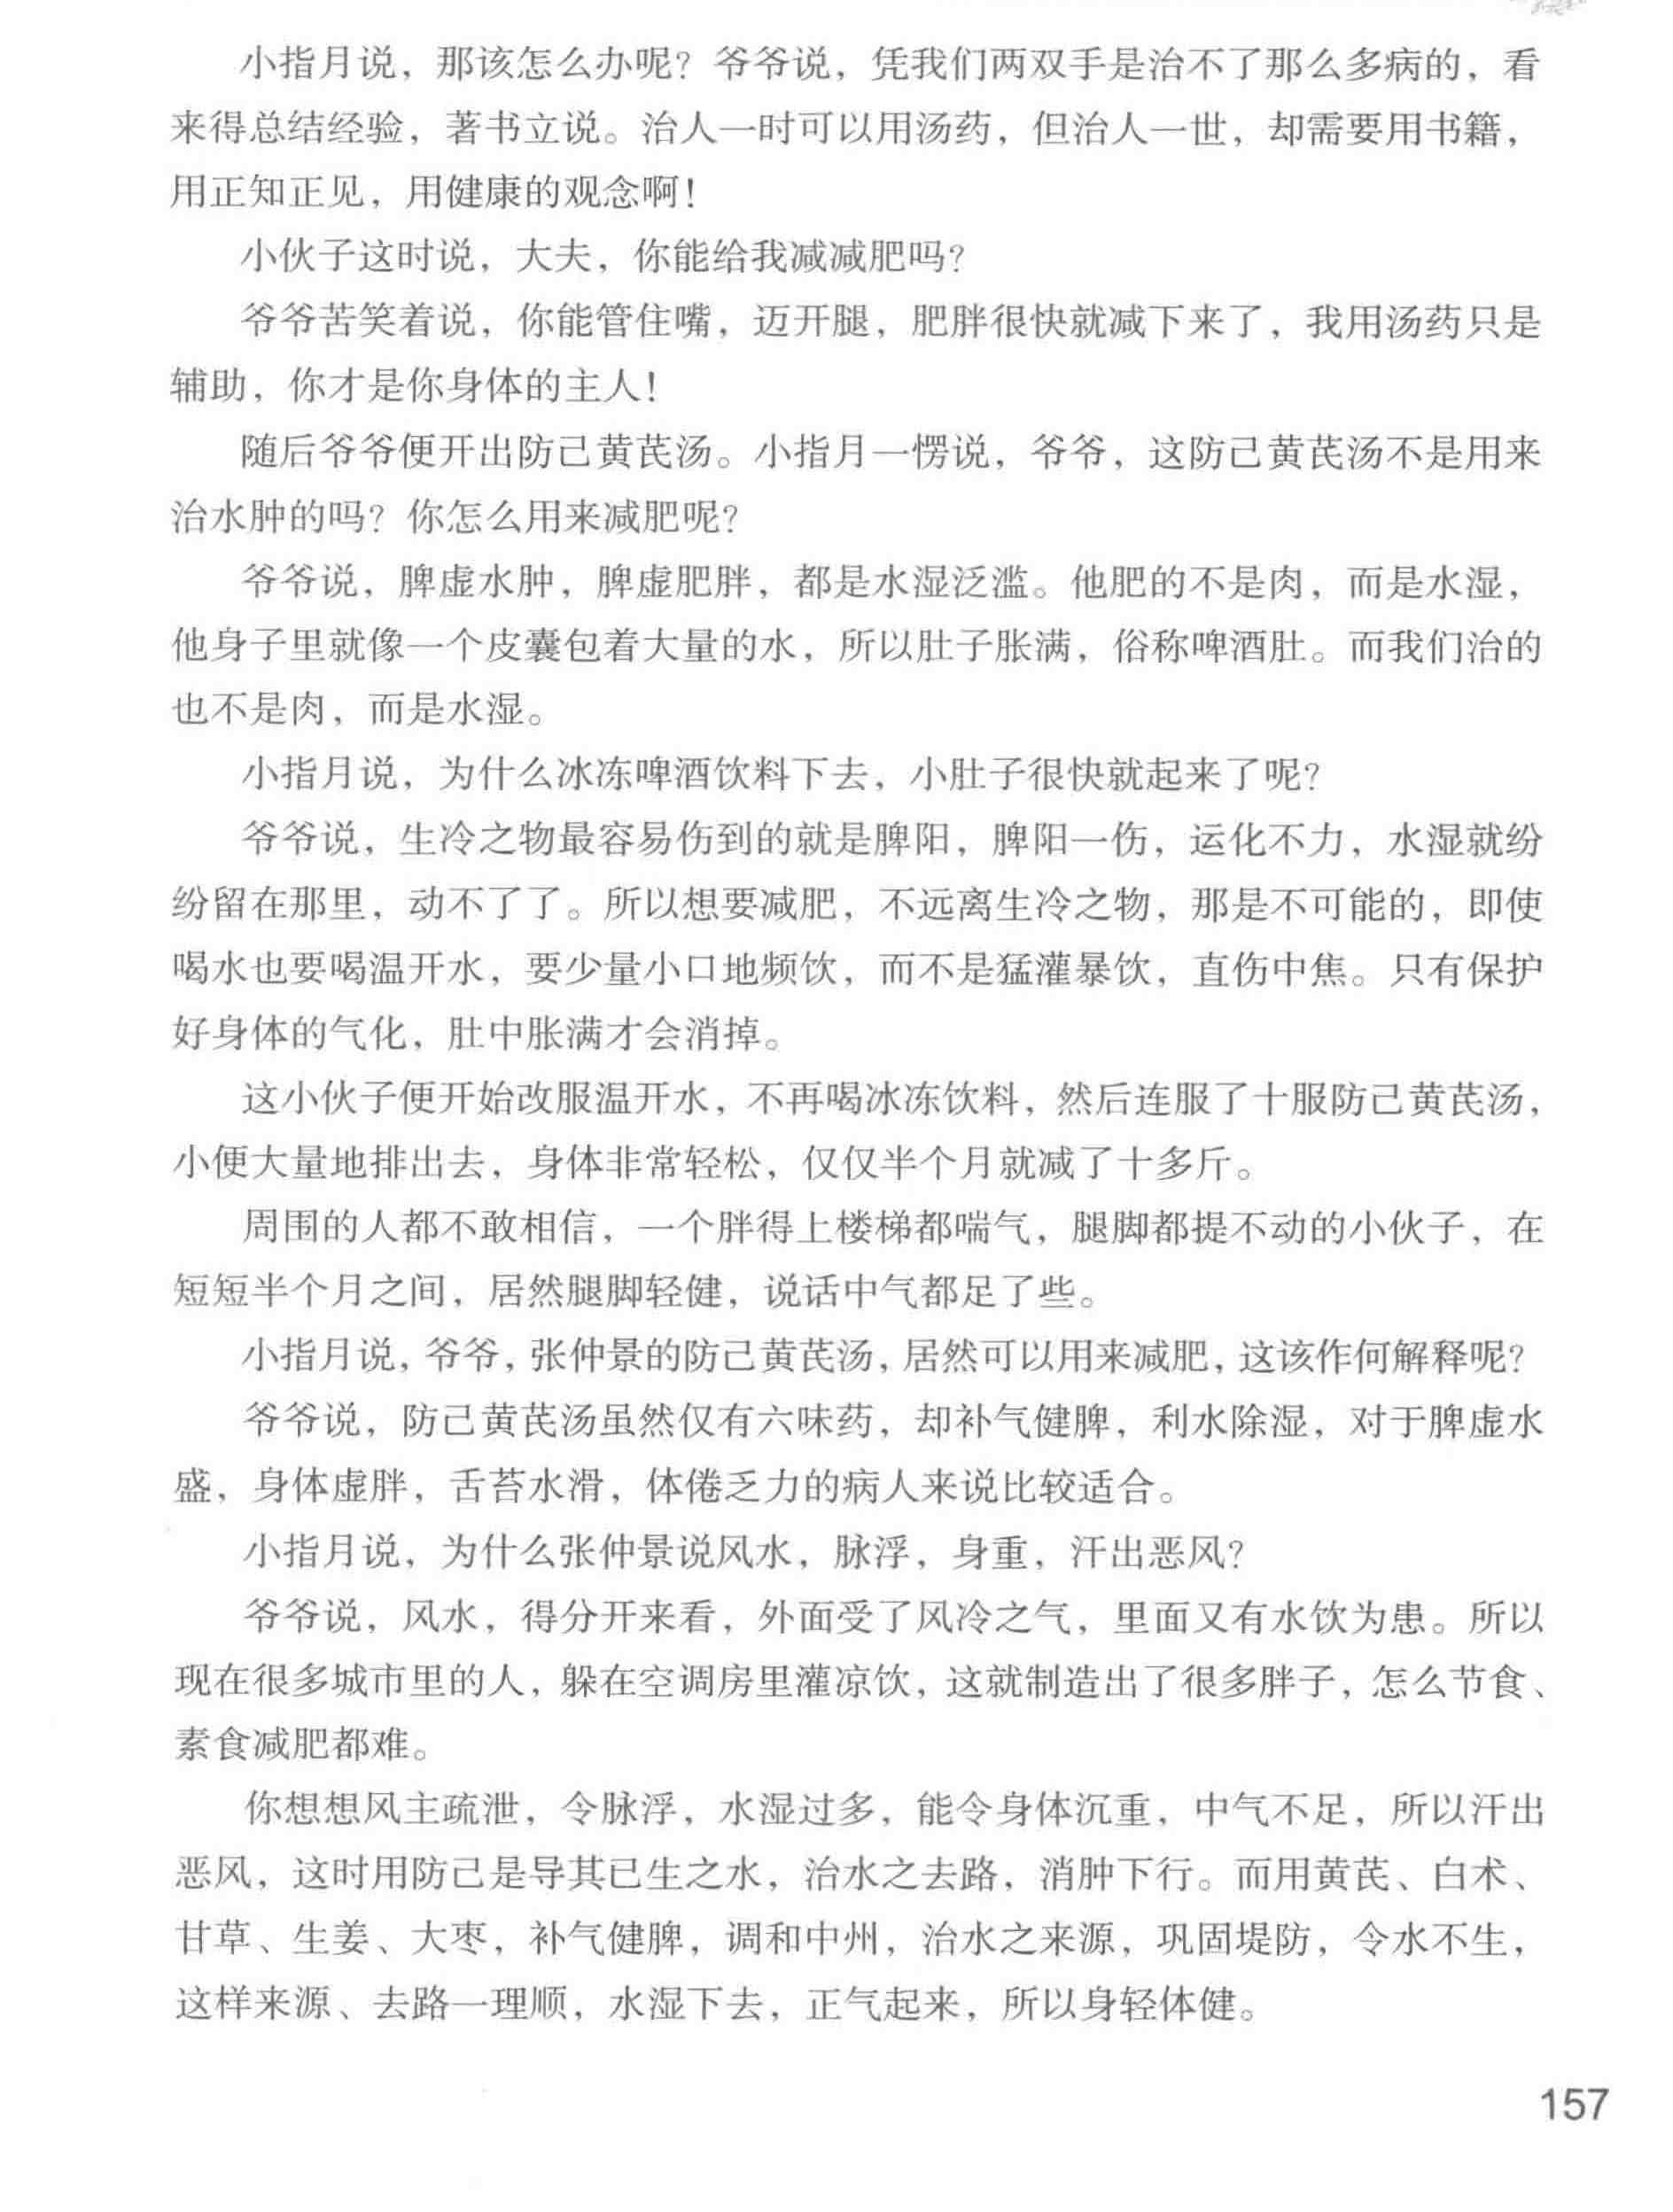 小指月说，那该怎么办呢？爷爷说，凭我们两双手是治不了那么多病的，看
来得总结经验，著书立说。治人一时可以用汤药，但治人一世，却需要用书籍，
用正知正见，用健康的观念啊！
小伙子这时说，大夫，你能给我减减肥吗？
爷爷苦笑着说，你能管住嘴，迈开腿，肥胖很快就减下来了，我用汤药只是
辅助，你才是你身体的主人！
随后爷爷便开出防己黄芪汤。小指月一愣说，爷爷，这防己黄芪汤不是用来
治水肿的吗？你怎么用来减肥呢？
爷爷说，脾虚水肿，脾虚肥胖，都是水湿泛滥。他肥的不是肉，而是水湿，
他身子里就像一个皮囊包着大量的水，所以肚子胀满，俗称啤酒肚。而我们治的
也不是肉，而是水湿。
小指月说，为什么冰冻啤酒饮料下去，小肚子很快就起来了呢？
爷爷说，生冷之物最容易伤到的就是脾阳，脾阳一伤，运化不力，水湿就纷
纷留在那里，动不了了。所以想要减肥，不远离生冷之物，那是不可能的，即使
喝水也要喝温开水，要少量小口地频饮，而不是猛灌暴饮，直伤中焦。只有保护
好身体的气化，肚中胀满才会消掉。
这小伙子便开始改服温开水，不再喝冰冻饮料，然后连服了十服防己黄芪汤，
小便大量地排出去，身体非常轻松，仅仅半个月就减了十多斤。
周围的人都不敢相信，一个胖得上楼梯都喘气，腿脚都提不动的小伙子，在
短短半个月之间，居然腿脚轻健，说话中气都足了些。
小指月说，爷爷，张仲景的防己黄芪汤，居然可以用来减肥，这该作何解释呢？
爷爷说，防己黄芪汤虽然仅有六味药，却补气健脾，利水除湿，对于脾虚水
盛，身体虚胖，舌苔水滑，体倦乏力的病人来说比较适合。
小指月说，为什么张仲景说风水，脉浮，身重，汗出恶风？
爷爷说，风水，得分开来看，外面受了风冷之气，里面又有水饮为患。所以
现在很多城市里的人，躲在空调房里灌凉饮，这就制造出了很多胖子，怎么节食、
素食减肥都难。
你想想风主疏泄，令脉浮，水湿过多，能令身体沉重，中气不足，所以汗出
恶风，这时用防己是导其已生之水，治水之去路，消肿下行。而用黄芪、白术、
甘草、生姜、大枣，补气健脾，调和中州，治水之来源，巩固堤防，令水不生，
这样来源、去路一理顺，水湿下去，正气起来，所以身轻体健。
157